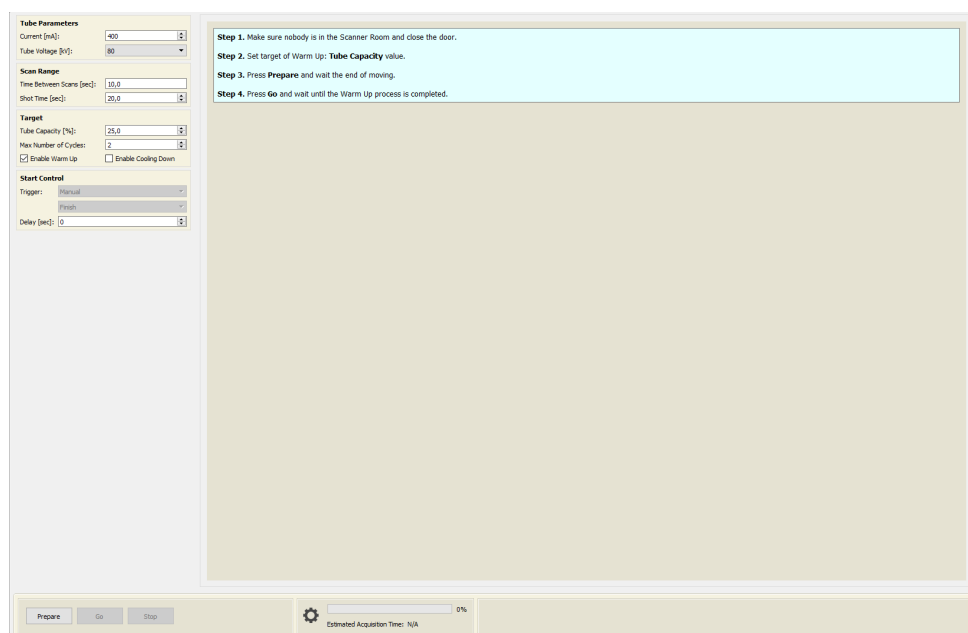 Tube Parameters
Current [mA]: 400
Tube Voltage [kV]: 80
Scan Range
Time Between Scans [sec]: 10,0
Shot Time [sec]: 20,0
Target
Tube Capacity [%]: 25,0
Max Number of Cycles: 2
Enable Warm Up Enable Cooling Down
Start Control
Trigger: Manual
Finish
Delay [sec]: 0
Step 1. Make sure nobody is in the Scanner Room and close the door.
Step 2. Set target of Warm Up: Tube Capacity value.
Step 3. Press Prepare and wait the end of moving.
Step 4. Press Go and wait until the Warm Up process is completed.
Prepare Go Stop
0%
Estimated Acquisition Time: N/A